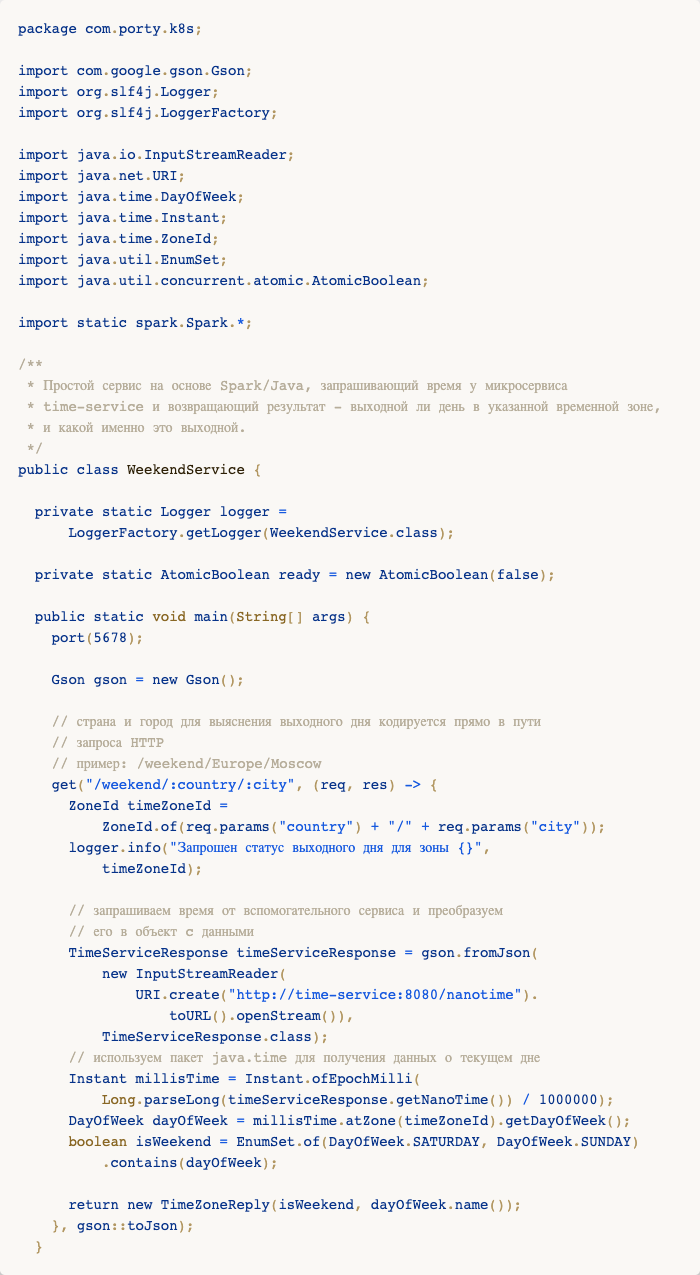 package com.porty.k8s;

import com.google.gson.Gson;
import org.slf4j.Logger;
import org.slf4j.LoggerFactory;

import java.io.InputStreamReader;
import java.net.URI;
import java.time.DayOfWeek;
import java.time.Instant;
import java.time.ZoneId;
import java.util.EnumSet;
import java.util.concurrent.atomic.AtomicBoolean;

import static spark.Spark.*;

/**
 * Простой сервис на основе Spark/Java, запрашивающий время у микросервиса
 * time-service и возвращающий результат - выходной ли день в указанной временной зоне,
 * и какой именно это выходной.
 */
public class WeekendService {

  private static Logger logger =
      LoggerFactory.getLogger(WeekendService.class);

  private static AtomicBoolean ready = new AtomicBoolean(false);

  public static void main(String[] args) {
    port(5678);

    Gson gson = new Gson();

    // страна и город для выяснения выходного дня кодируется прямо в пути
    // запроса HTTP
    // пример: /weekend/Europe/Moscow
    get("/weekend/:country/:city", (req, res) -> {
      ZoneId timeZoneId =
          ZoneId.of(req.params("country") + "/" + req.params("city"));
      logger.info("Запрошен статус выходного дня для зоны {}",
          timeZoneId);

      // запрашиваем время от вспомогательного сервиса и преобразуем
      // его в объект c данными
      TimeServiceResponse timeServiceResponse = gson.fromJson(
          new InputStreamReader(
              URI.create("http://time-service:8080/nanotime").
                  toURL().openStream()),
          TimeServiceResponse.class);
      // используем пакет java.time для получения данных о текущем дне
      Instant millisTime = Instant.ofEpochMilli(
          Long.parseLong(timeServiceResponse.getNanoTime()) / 1000000);
      DayOfWeek dayOfWeek = millisTime.atZone(timeZoneId).getDayOfWeek();
      boolean isWeekend = EnumSet.of(DayOfWeek.SATURDAY, DayOfWeek.SUNDAY)
          .contains(dayOfWeek);

      return new TimeZoneReply(isWeekend, dayOfWeek.name());
    }, gson::toJson);
  }